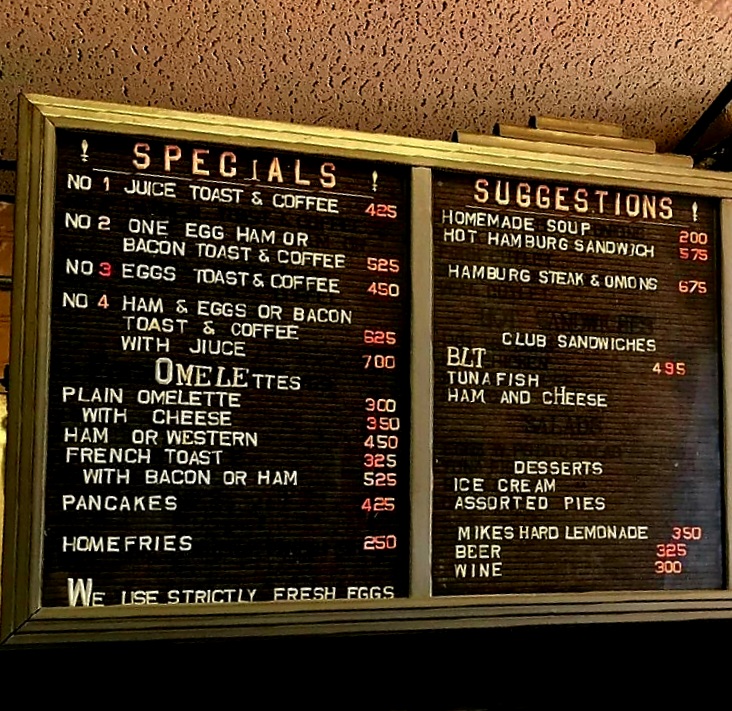 ! SPECIALS !
NO 1 JUICE TOAST & COFFEE 425
NO 2 ONE EGG HAM OR
BACON TOAST & COFFEE 525
NO 3 EGGS TOAST & COFFEE 450
NO 4 HAM & EGGS OR BACON
TOAST & COFFEE 625
WITH JIUCE 700
OMELETTES
PLAIN OMELETTE 300
WITH CHEESE 350
HAM OR WESTERN 450
FRENCH TOAST 325
WITH BACON OR HAM 525
PANCAKES 425
HOMEFRIES 250
WE USE STRICTLY FRESH EGGS
SUGGESTIONS !
HOMEMADE SOUP 200
HOT HAMBURG SANDWICH 575
HAMBURG STEAK & ONIONS 675
CLUB SANDWICHES
BLT 495
TUNAFISH
HAM AND CHEESE
DESSERTS
ICE CREAM
ASSORTED PIES
MIKES HARD LEMONADE 350
BEER 325
WINE 300